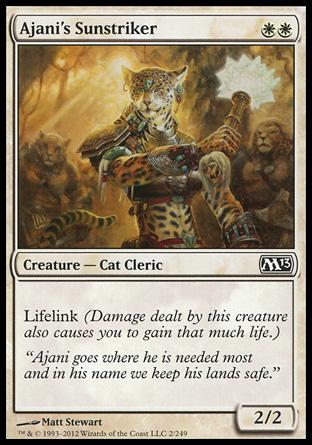 Ajani's Sunstriker
Creature — Cat Cleric
M13
Lifelink (Damage dealt by this creature
also causes you to gain that much life.)
"Ajani goes where he is needed most
and in his name we keep his lands safe."
Matt Stewart
™ & © 1993–2012 Wizards of the Coast LLC 2/249
2/2